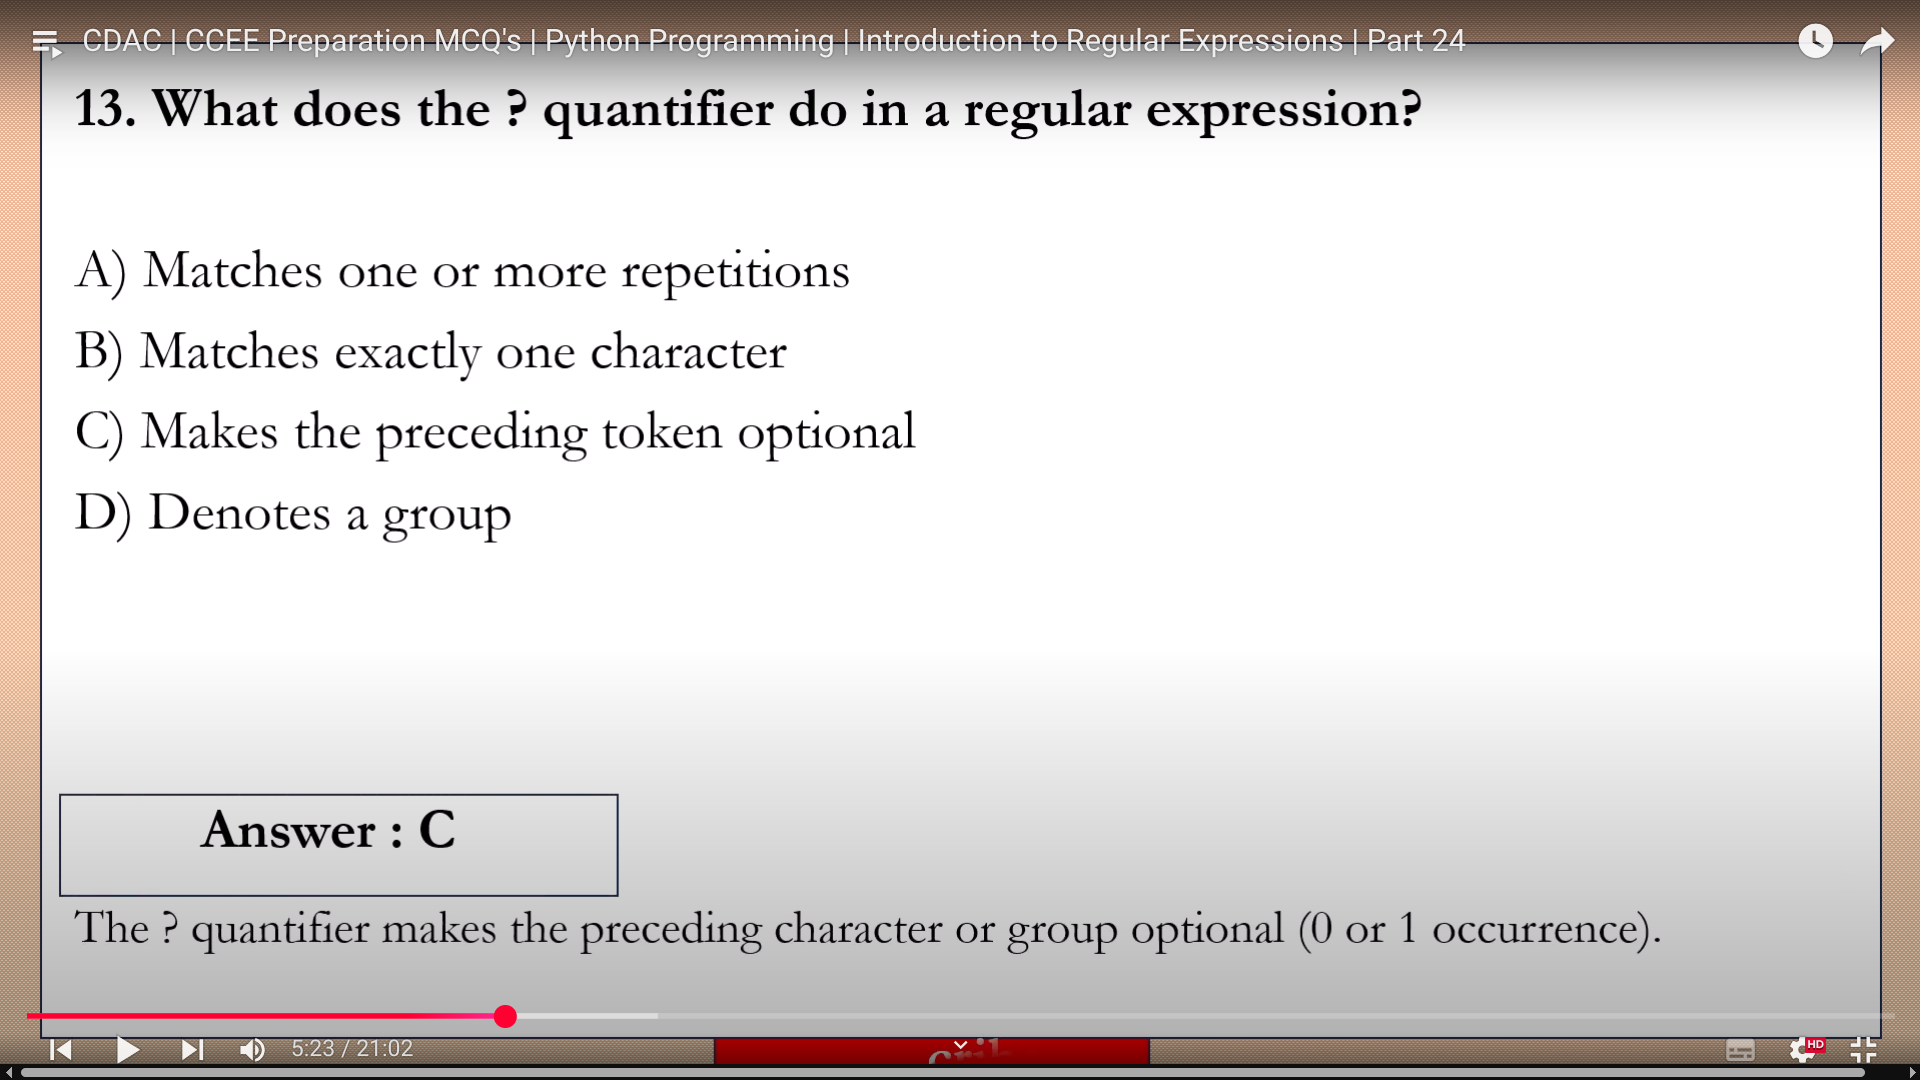 CDAC | CCEE Preparation MCQ's | Python Programming | Introduction to Regular Expressions | Part 24
13. What does the ? quantifier do in a regular expression?
A) Matches one or more repetitions
B) Matches exactly one character
C) Makes the preceding token optional
D) Denotes a group
Answer : C
The ? quantifier makes the preceding character or group optional (0 or 1 occurrence).
5:23 / 21:02
HD